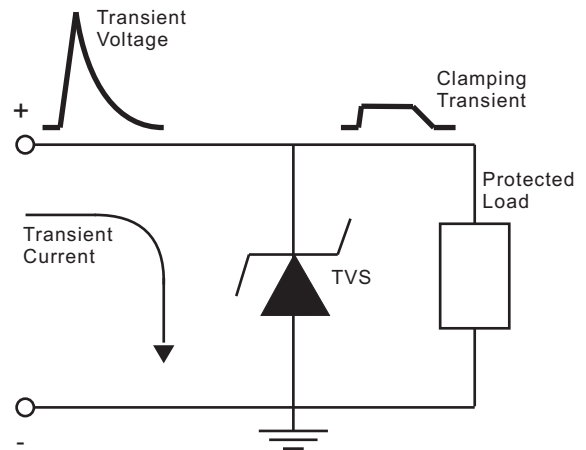 Transient
Voltage
Clamping
Transient
+
Protected
Load
Transient
Current
TVS
-